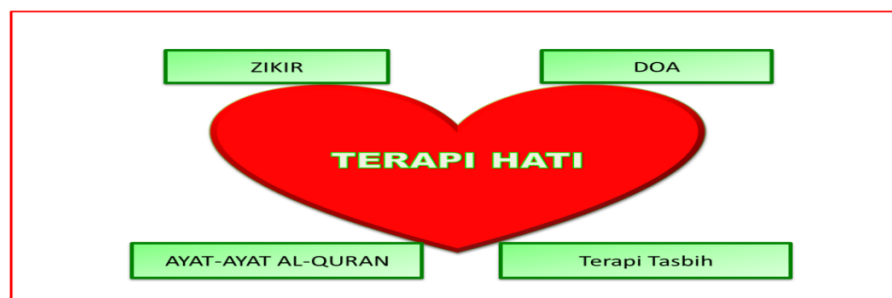 ZIKIR
DOA
TERAPI HATI
AYAT-AYAT AL-QURAN
Terapi Tasbih